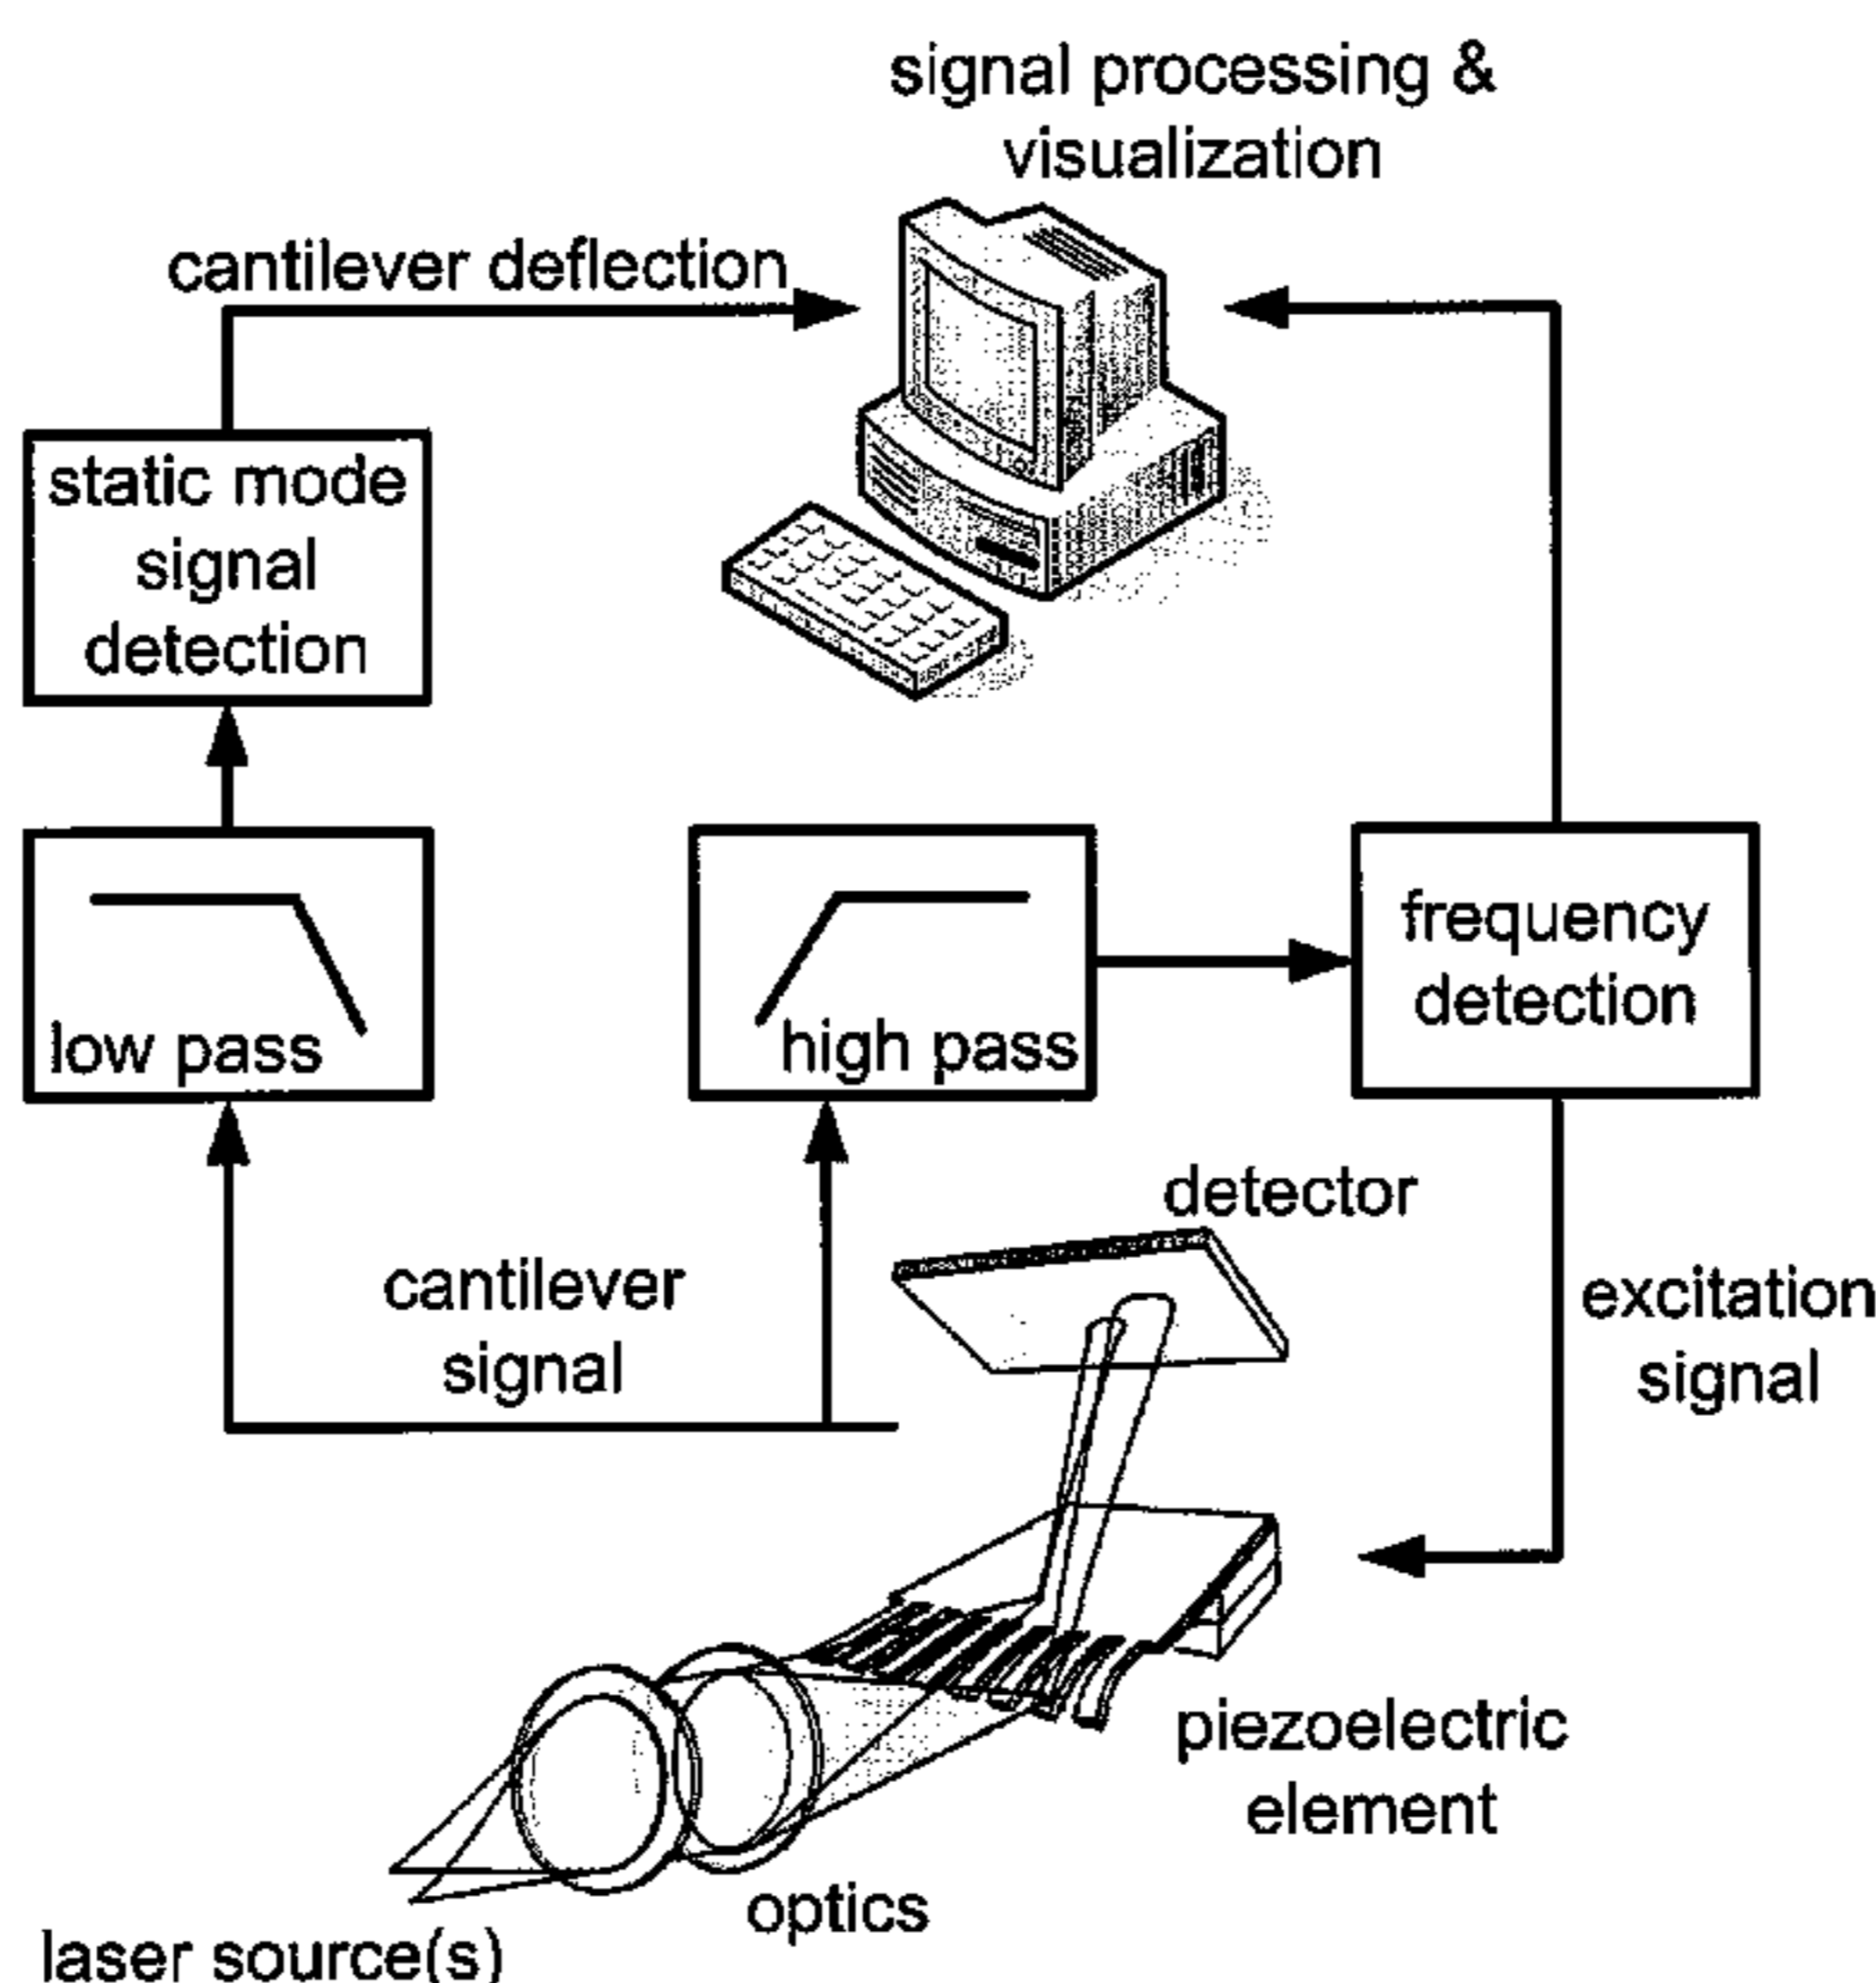 signal processing &
visualization
cantilever deflection
static mode
signal
detection
low pass
high pass
frequency
detection
detector
cantilever
signal
excitation
signal
piezoelectric
element
optics
laser source(s)